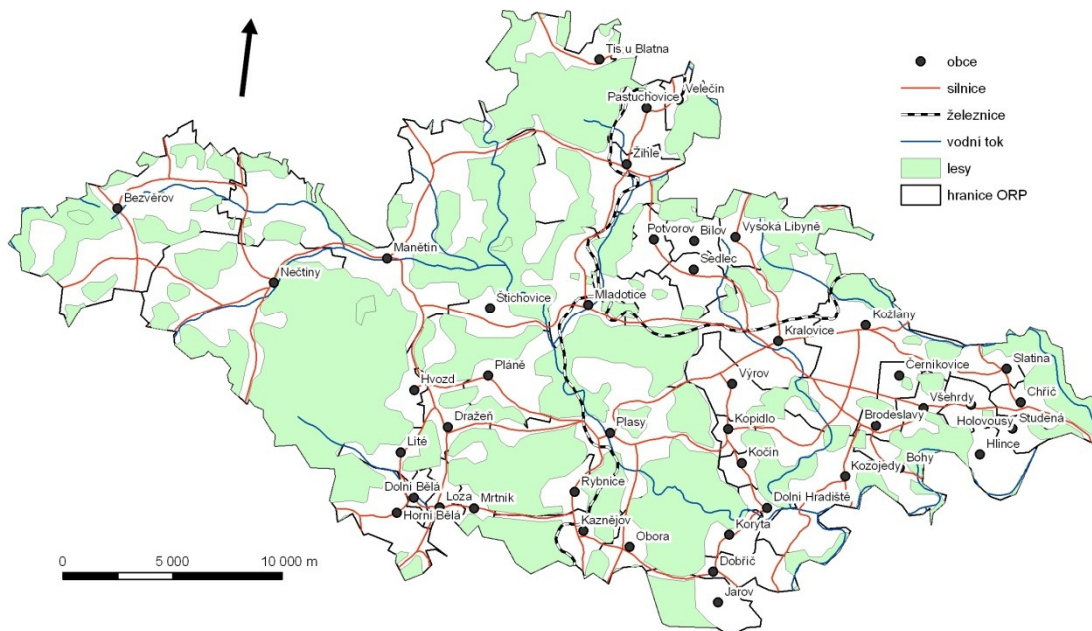 Tis u Blatna
obce
Velečín
silnice
Pastuchovice
železnice
vodní tok
Žihle
lesy
hranice ORP
Bezvěrov
Potvorov
Bílov
Vysoká Libyně
Manětín
Sedlec
Nečtiny
Štichovice
Mladotice
Kožlany
Kralovice
Slatina
Černíkovice
Pláně
Výrov
Hvozd
Chříč
Všehrdy
Dražeň
Plasy
Kopidlo
Brodeslavy
Holovousy
Studená
Hlince
Lité
Kočín
Bohy
Kozojedy
Dolní Bělá
Rybnice
Loza
Mrtník
Dolní Hradiště
Horní Bělá
Kaznějov
Koryta
Obora
0
5 000
10 000 m
Dobříč
Jarov